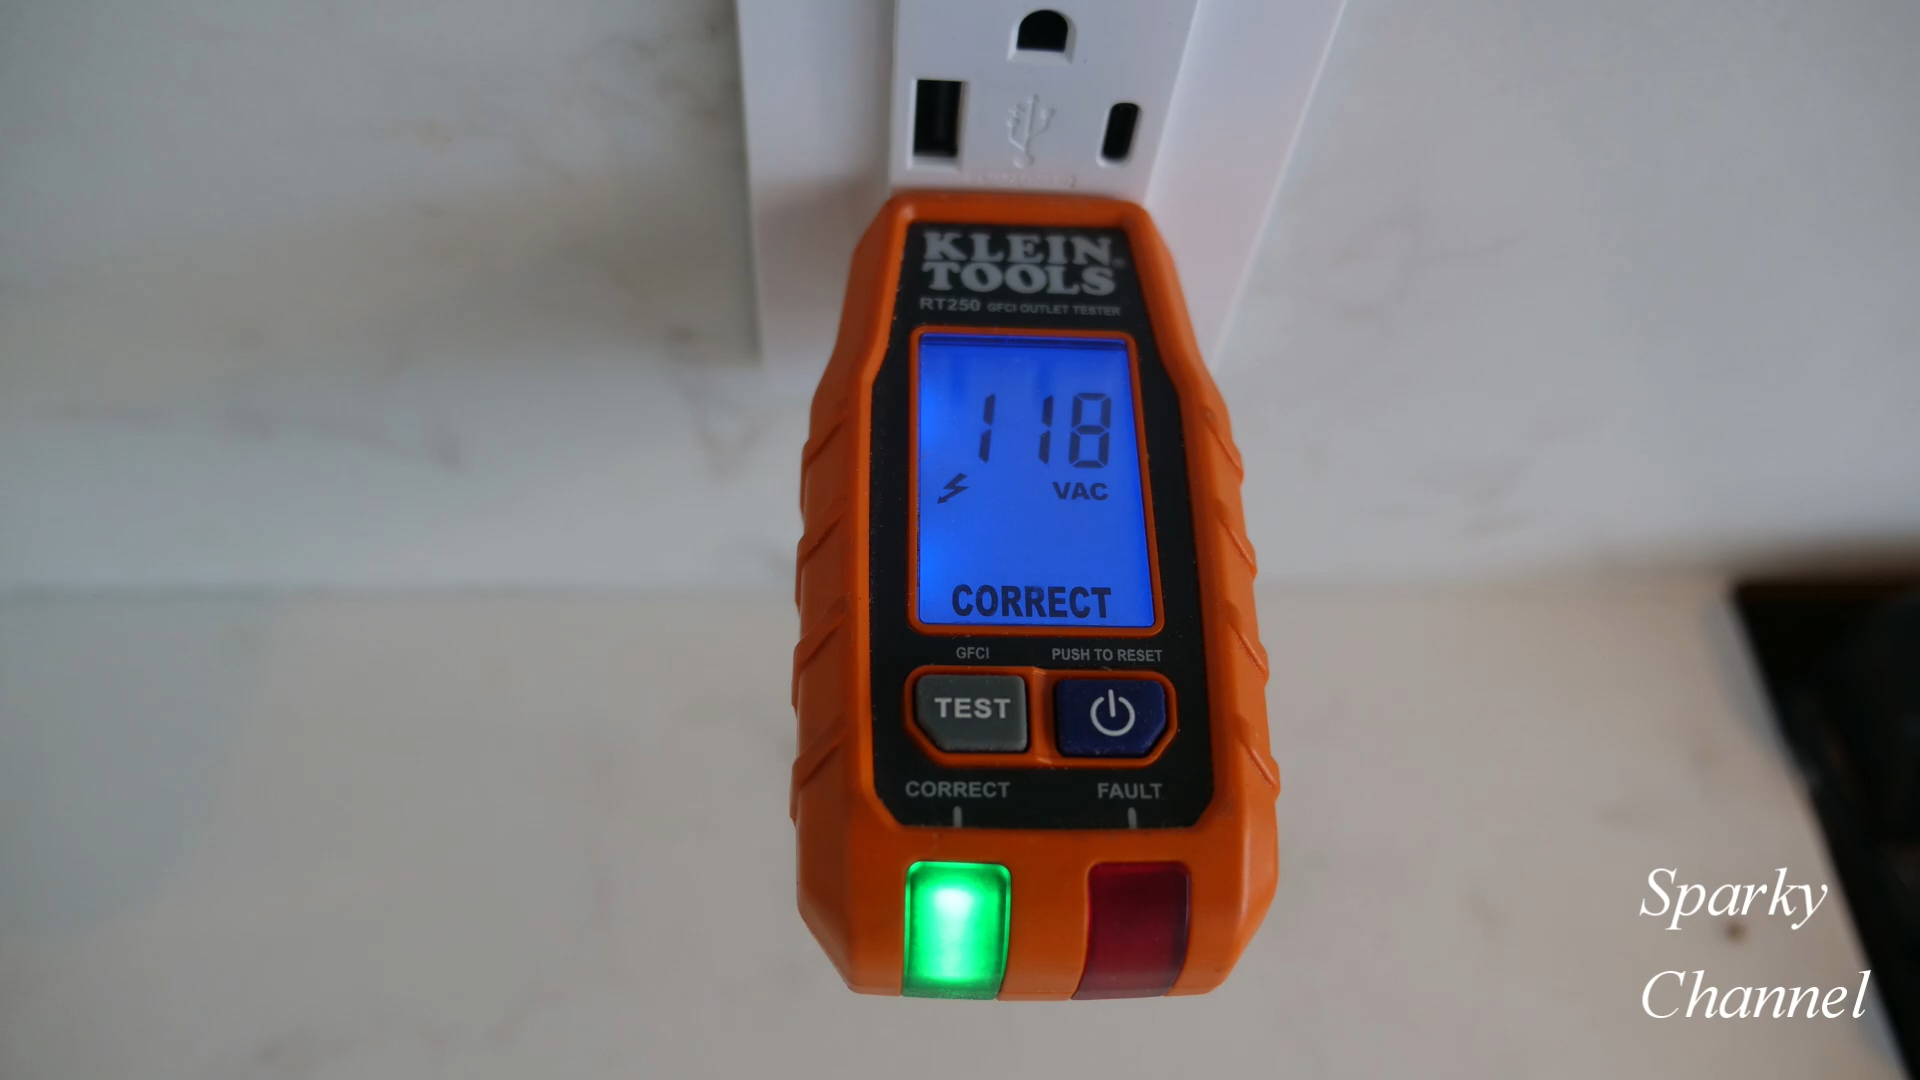 KLEIN
TOOLS
RT250 GFCI OUTLET TESTER
118
VAC
CORRECT
GFCI PUSH TO RESET
TEST
CORRECT FAULT
Sparky
Channel